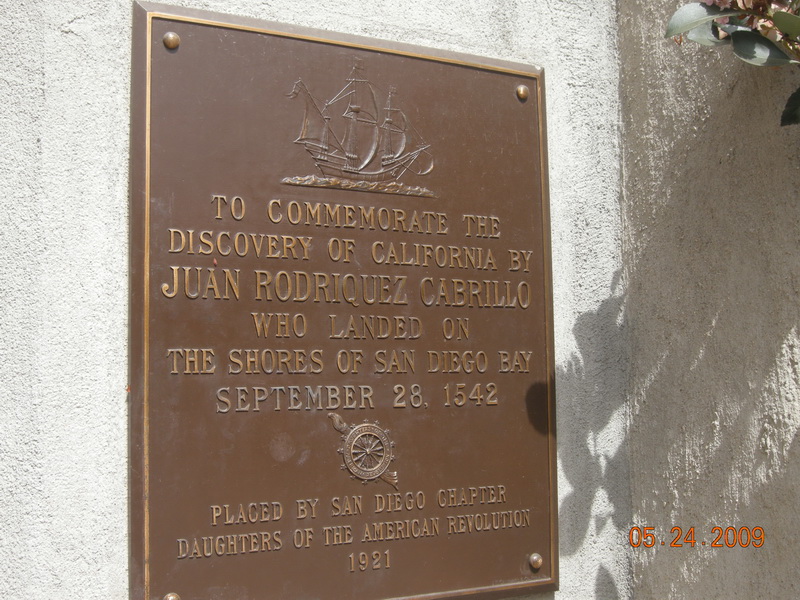 TO COMMEMORATE THE
DISCOVERY OF CALIFORNIA BY
JUAN RODRIQUEZ CABRILLO
WHO LANDED ON
THE SHORES OF SAN DIEGO BAY
SEPTEMBER 28, 1542
PLACED BY SAN DIEGO CHAPTER
DAUGHTERS OF THE AMERICAN REVOLUTION
1921
05.24.2009